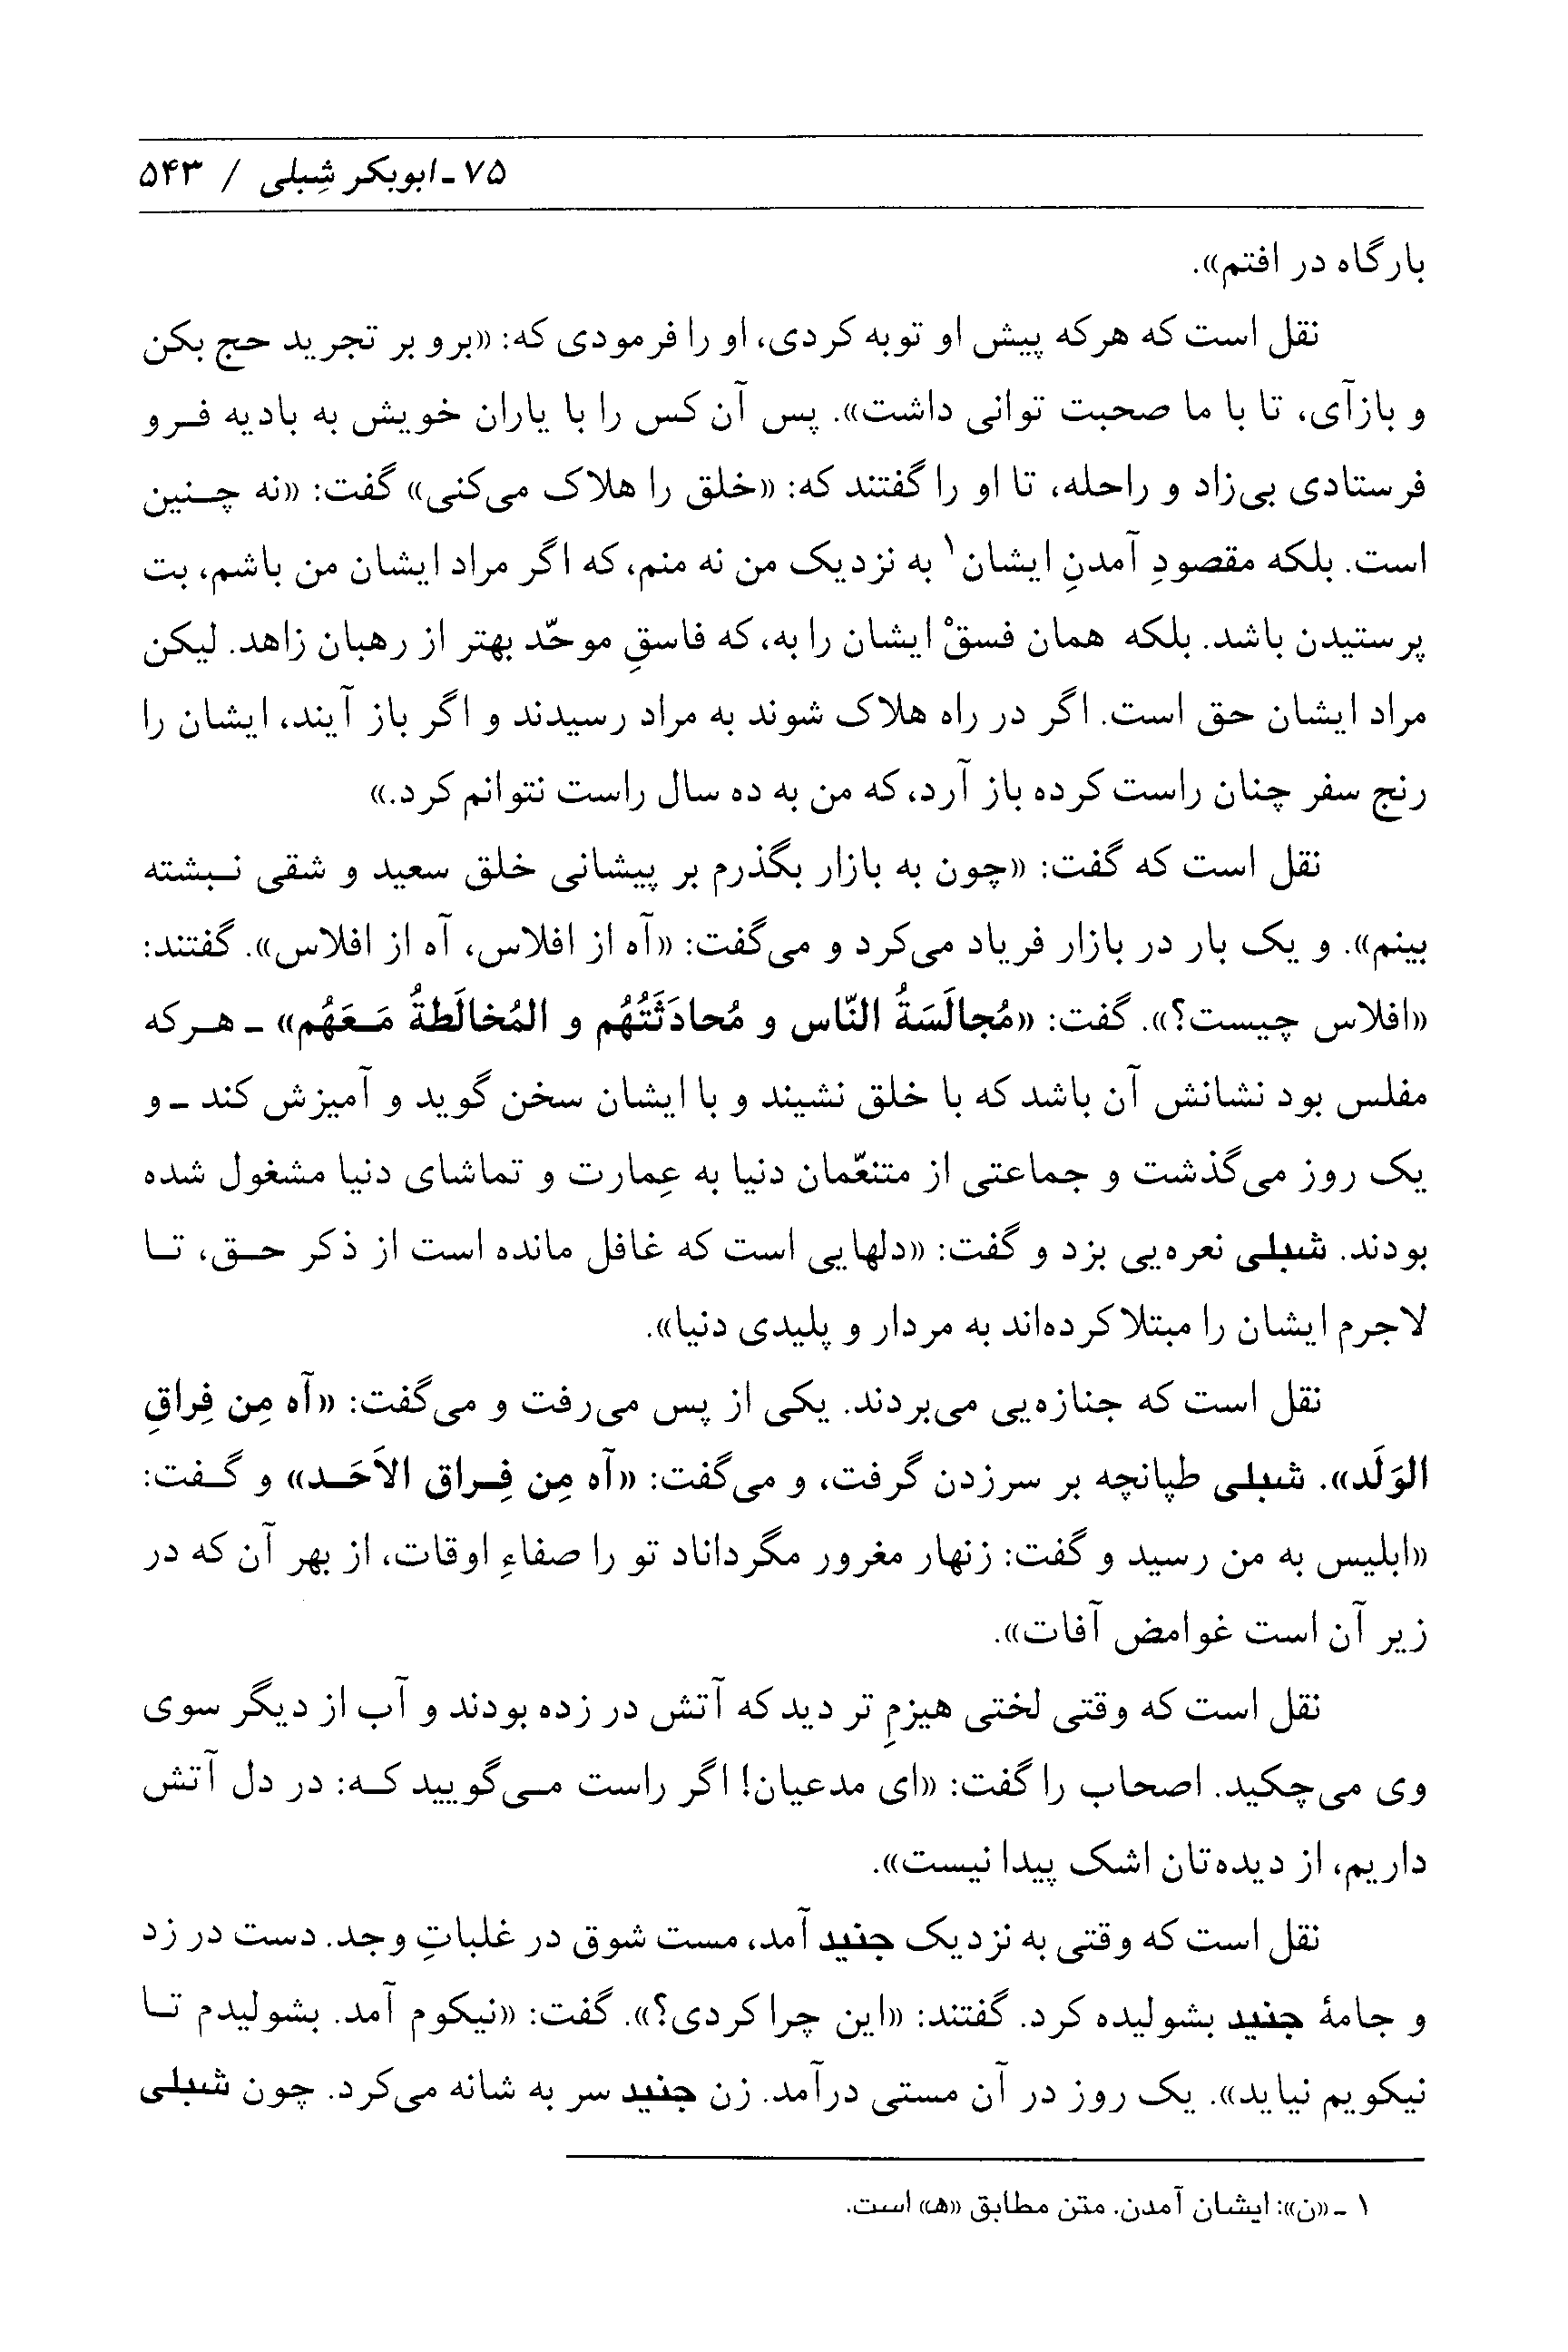 ۷۵ـ ابوبکر شِبلی / ۵۴۳
بارگاه در افتم».
نقل است که هرکه پیش او توبه کردی، او را فرمودی که: «برو بر تجرید حج بکن
و بازآی، تا با ما صحبت توانی داشت». پس آن کس را با یاران خویش به بادیه فـرو
فرستادی بی‌زاد و راحله، تا او را گفتند که: «خلق را هلاک می‌کنی» گفت: «نه چـنین
است. بلکه مقصودِ آمدنِ ایشان۱ به نزدیک من نه منم، که اگر مراد ایشان من باشم، بت
پرستیدن باشد. بلکه همان فسقْ ایشان را به، که فاسقِ موحّد بهتر از رهبان زاهد. لیکن
مراد ایشان حق است. اگر در راه هلاک شوند به مراد رسیدند و اگر باز آیند، ایشان را
رنج سفر چنان راست کرده باز آرد، که من به ده سال راست نتوانم کرد.»
نقل است که گفت: «چون به بازار بگذرم بر پیشانی خلق سعید و شقی نـبشته
بینم». و یک بار در بازار فریاد می‌کرد و می‌گفت: «آه از افلاس، آه از افلاس». گفتند:
«افلاس چیست؟». گفت: «مُجالَسَةُ النّاس و مُحادَثَتُهُم و المُخالَطةُ مَـعَهُم» ـ هـرکه
مفلس بود نشانش آن باشد که با خلق نشیند و با ایشان سخن گوید و آمیزش کند ـ و
یک روز می‌گذشت و جماعتی از متنعّمان دنیا به عِمارت و تماشای دنیا مشغول شده
بودند. شبلی نعره‌یی بزد و گفت: «دلهایی است که غافل مانده است از ذکر حـق، تـا
لاجرم ایشان را مبتلا کرده‌اند به مردار و پلیدی دنیا».
نقل است که جنازه‌یی می‌بردند. یکی از پس می‌رفت و می‌گفت: «آه مِن فِراقِ
الوَلَد». شبلی طپانچه بر سرزدن گرفت، و می‌گفت: «آه مِن فِـراق الاَحَـد» و گـفت:
«ابلیس به من رسید و گفت: زنهار مغرور مگرداناد تو را صفاءِ اوقات، از بهر آن که در
زیر آن است غوامض آفات».
نقل است که وقتی لختی هیزمِ تر دید که آتش در زده بودند و آب از دیگر سوی
وی می‌چکید. اصحاب را گفت: «ای مدعیان! اگر راست مـی‌گویید کـه: در دل آتش
داریم، از دیده‌تان اشک پیدا نیست».
نقل است که وقتی به نزدیک جنید آمد، مست شوق در غلباتِ وجد. دست در زد
و جامهٔ جنید بشولیده کرد. گفتند: «این چرا کردی؟». گفت: «نیکوم آمد. بشولیدم تـا
نیکویم نیاید». یک روز در آن مستی درآمد. زن جنید سر به شانه می‌کرد. چون شبلی
۱ ـ «ن»: ایشان آمدن. متن مطابق «هـ» است.